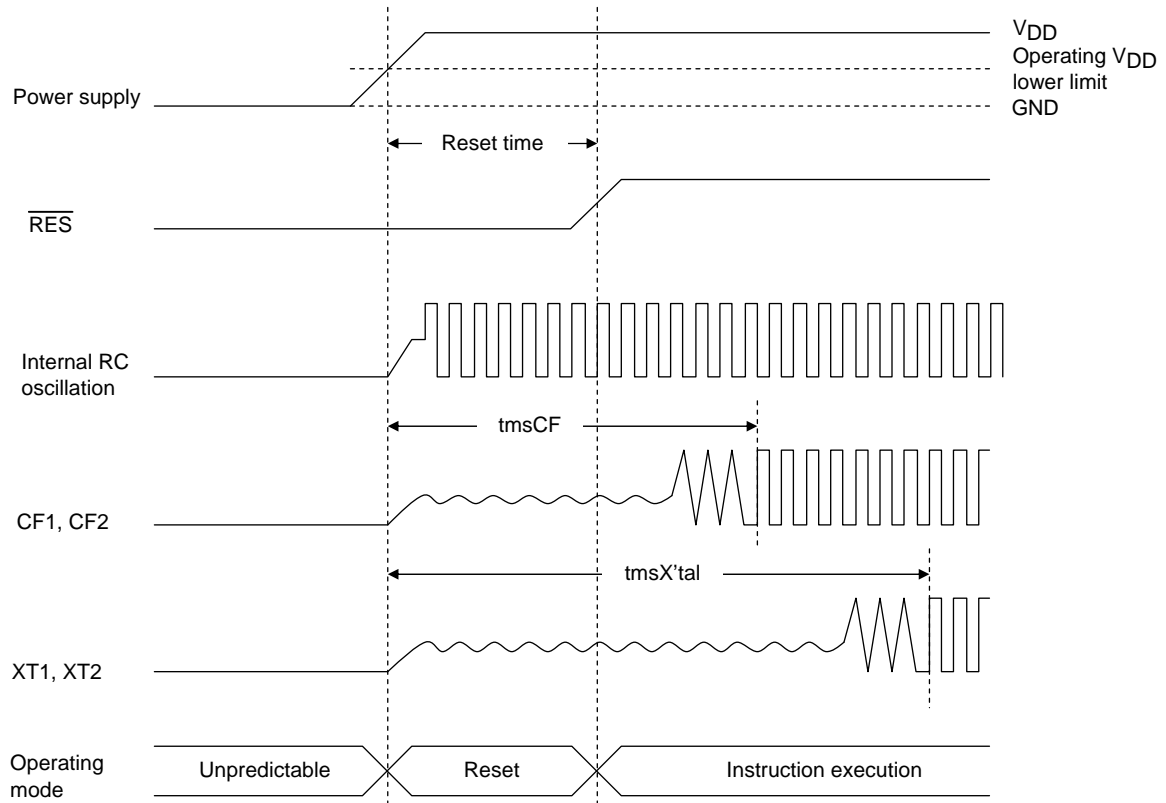 VDD
Operating VDD
lower limit
GND
Power supply
Reset time
RES
Internal RC
oscillation
tmsCF
CF1, CF2
tmsX'tal
XT1, XT2
Operating
mode
Unpredictable
Reset
Instruction execution